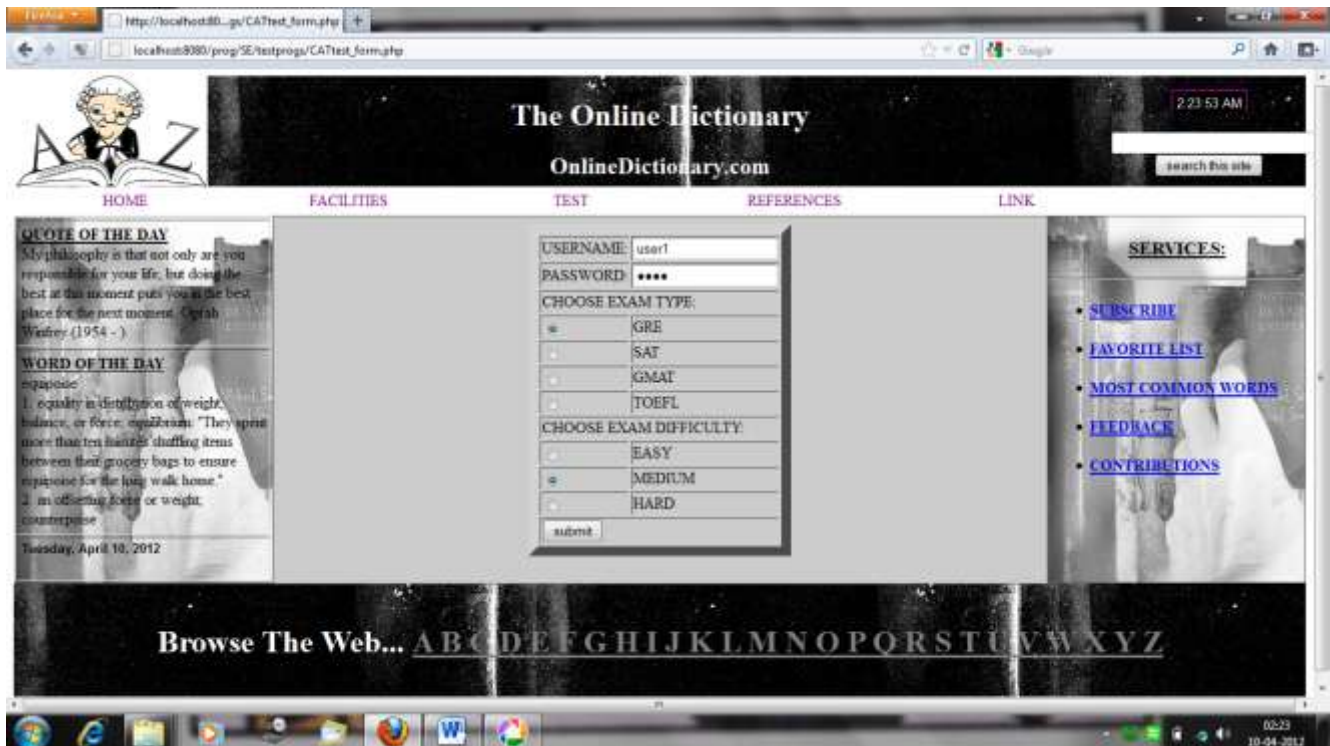 http://localhost:80...gs/CATtest_form.php +
localhost:8080/prog/SE/testprogs/CATtest_form.php
Google
A Z
The Online Dictionary
OnlineDictionary.com
2:23:53 AM
search this site
HOME FACILITIES TEST REFERENCES LINK
QUOTE OF THE DAY
My philosophy is that not only are you
responsible for your life, but doing the
best at this moment puts you in the best
place for the next moment. Oprah
Winfrey (1954 - )
WORD OF THE DAY
equipoise
1. equality in distribution of weight,
balance, or force; equilibrium: "They spent
more than ten minutes shuffling items
between their grocery bags to ensure
equipoise for the long walk home."
2. an offsetting force or weight;
counterpoise
Tuesday, April 10, 2012
USERNAME: user1
PASSWORD: ••••
CHOOSE EXAM TYPE:
GRE
SAT
GMAT
TOEFL
CHOOSE EXAM DIFFICULTY:
EASY
MEDIUM
HARD
submit
SERVICES:
SUBSCRIBE
FAVORITE LIST
MOST COMMON WORDS
FEEDBACK
CONTRIBUTIONS
Browse The Web... A B C D E F G H I J K L M N O P Q R S T U V W X Y Z
02:23
10-04-2012